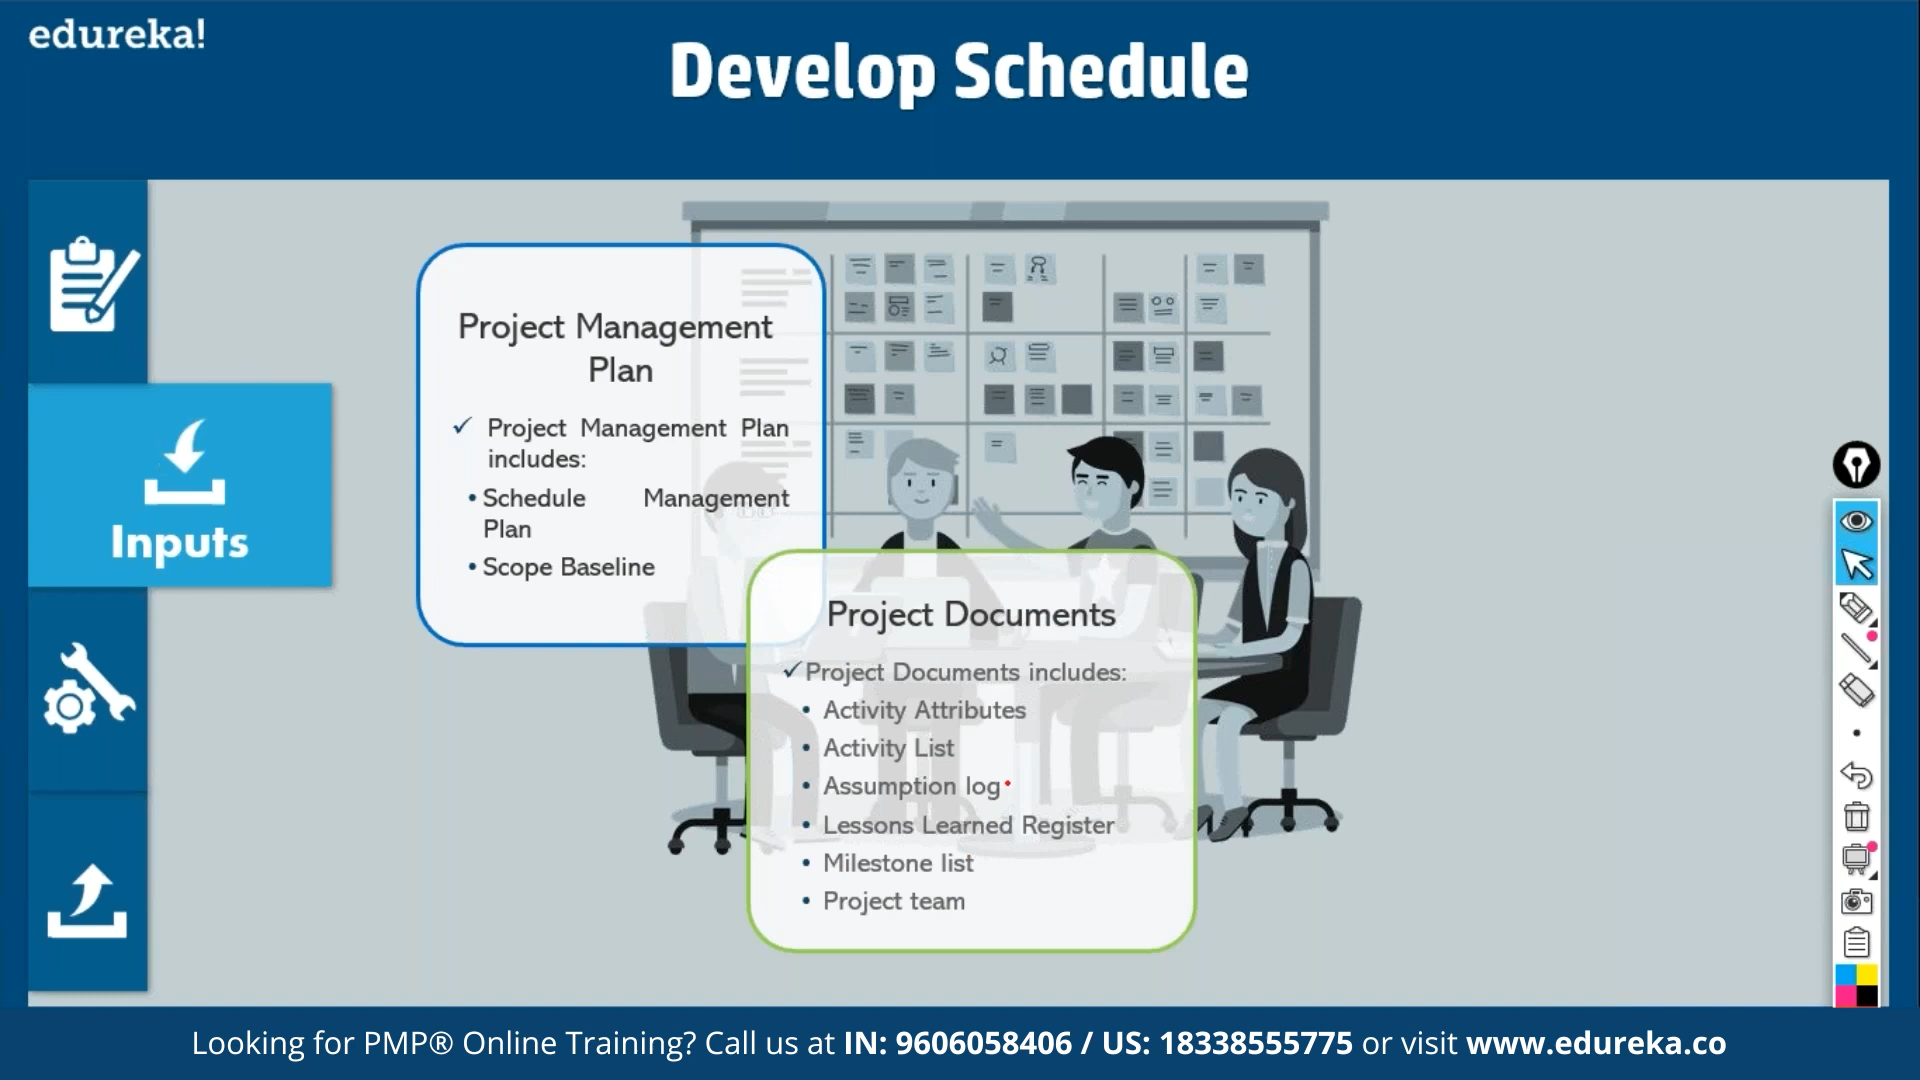 edureka!
Develop Schedule
Inputs
Project Management
Plan
✓ Project Management Plan
includes:
• Schedule Management
Plan
• Scope Baseline
Project Documents
✓ Project Documents includes:
• Activity Attributes
• Activity List
• Assumption log
• Lessons Learned Register
• Milestone list
• Project team
Looking for PMP® Online Training? Call us at IN: 9606058406 / US: 18338555775 or visit www.edureka.co